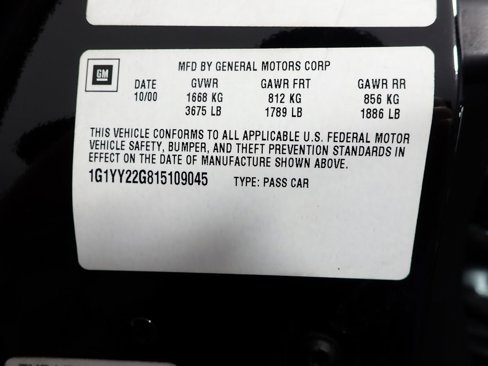 GM
MFD BY GENERAL MOTORS CORP
DATE GVWR GAWR FRT GAWR RR
10/00 1668 KG 812 KG 856 KG
3675 LB 1789 LB 1886 LB
THIS VEHICLE CONFORMS TO ALL APPLICABLE U.S. FEDERAL MOTOR
VEHICLE SAFETY, BUMPER, AND THEFT PREVENTION STANDARDS IN
EFFECT ON THE DATE OF MANUFACTURE SHOWN ABOVE.
1G1YY22G815109045 TYPE: PASS CAR